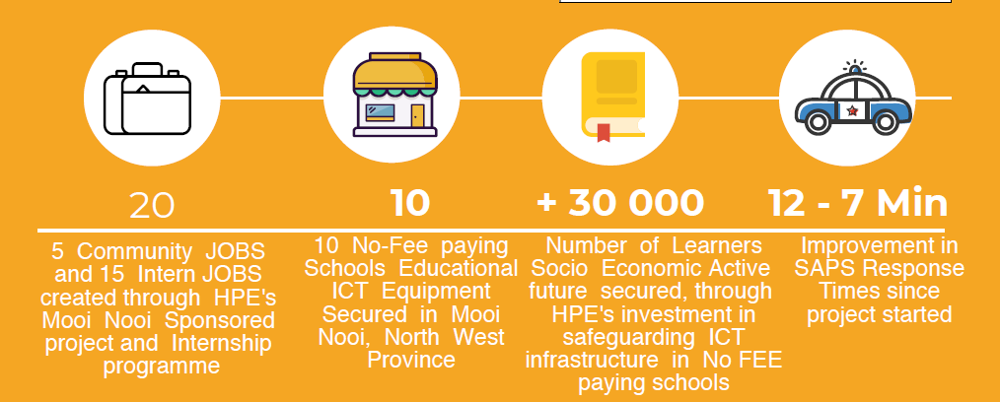 20
5 Community JOBS
and 15 Intern JOBS
created through HPE's
Mooi Nooi Sponsored
project and Internship
programme
10
10 No-Fee paying
Schools Educational
ICT Equipment
Secured in Mooi
Nooi, North West
Province
+ 30 000
Number of Learners
Socio Economic Active
future secured, through
HPE's investment in
safeguarding ICT
infrastructure in No FEE
paying schools
12 - 7 Min
Improvement in
SAPS Response
Times since
project started